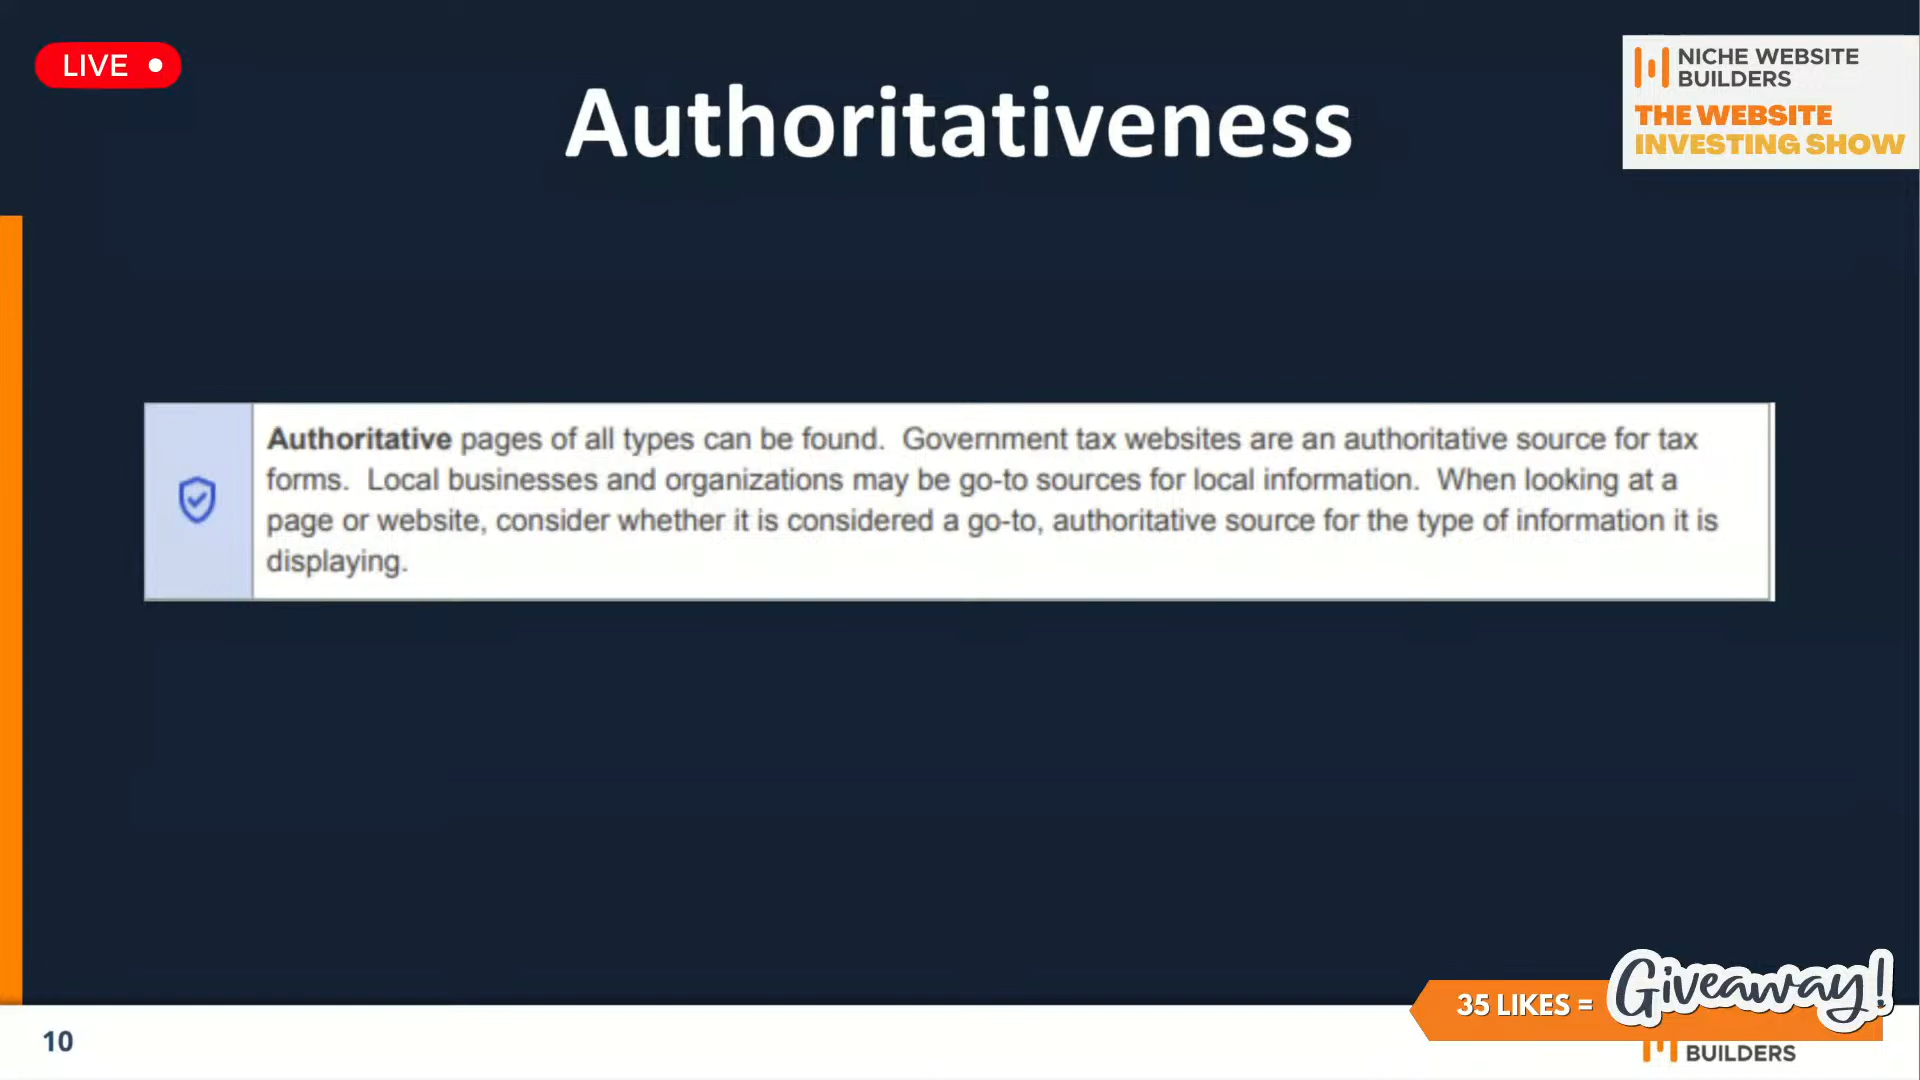 LIVE
NICHE WEBSITE
BUILDERS
THE WEBSITE
INVESTING SHOW
Authoritativeness
Authoritative pages of all types can be found. Government tax websites are an authoritative source for tax
forms. Local businesses and organizations may be go-to sources for local information. When looking at a
page or website, consider whether it is considered a go-to, authoritative source for the type of information it is
displaying.
35 LIKES = Giveaway!
10
BUILDERS